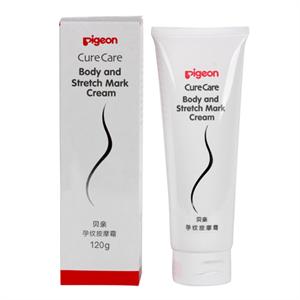 Pigeon
CureCare
Body and
Stretch Mark
Cream
贝亲
孕纹按摩霜
120g
Pigeon
CureCare
Body and
Stretch Mark
Cream
贝亲
孕纹按摩霜